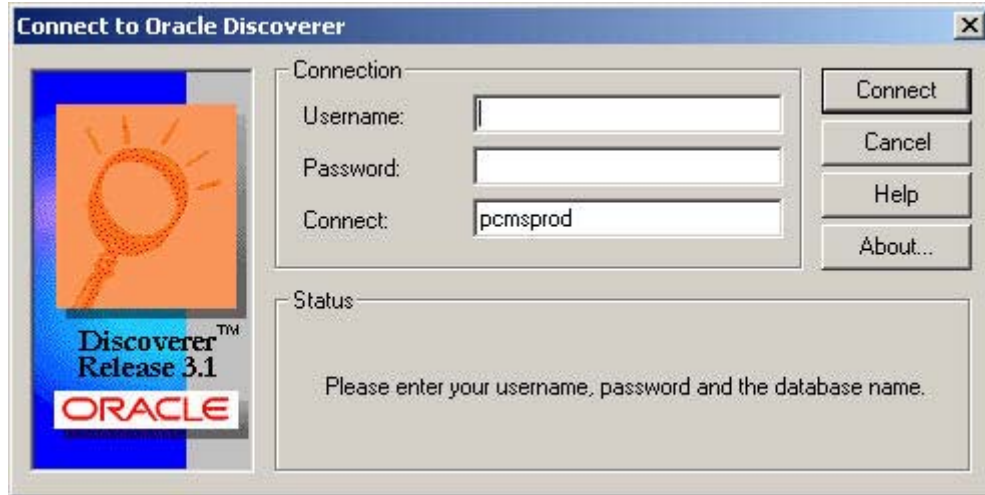 Connect to Oracle Discoverer
Connection
Username:
Password:
Connect: pcmsprod
Connect
Cancel
Help
About...
Discoverer™
Release 3.1
ORACLE
Status
Please enter your username, password and the database name.